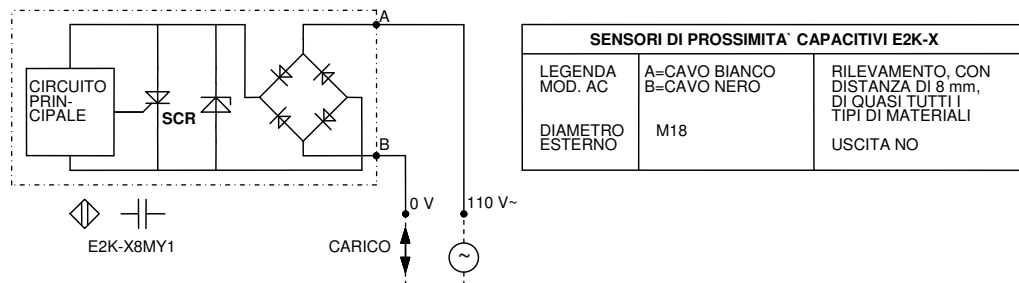 A
CIRCUITO
PRIN-
CIPALE
SCR
B
0 V
110 V~
CARICO
~
E2K-X8MY1
SENSORI DI PROSSIMITA` CAPACITIVI E2K-X
LEGENDA
MOD. AC
A=CAVO BIANCO
B=CAVO NERO
RILEVAMENTO, CON
DISTANZA DI 8 mm,
DI QUASI TUTTI I
TIPI DI MATERIALI
DIAMETRO
ESTERNO
M18
USCITA NO